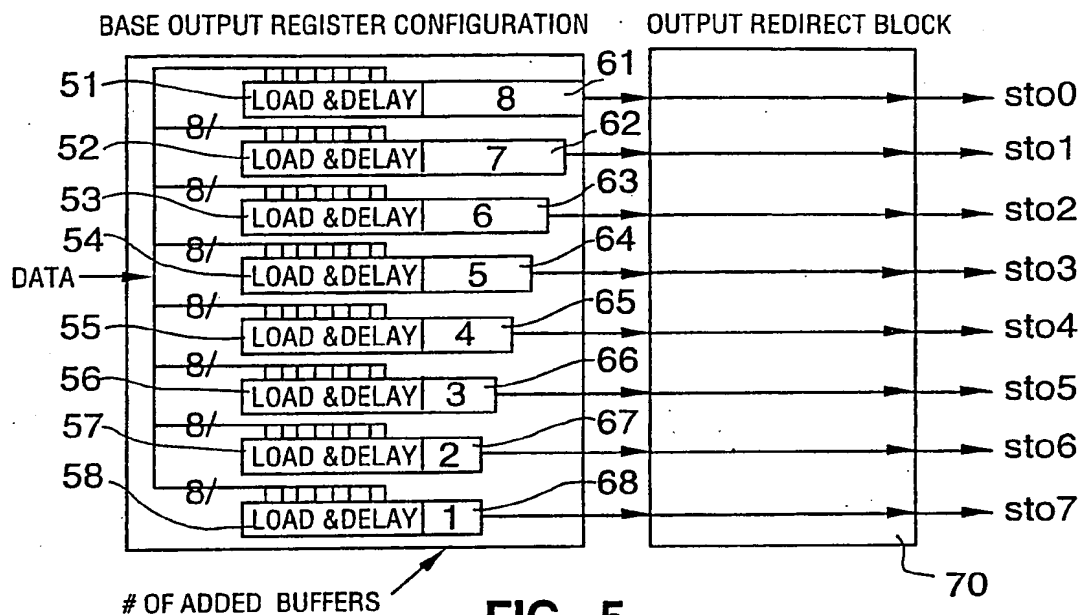 BASE OUTPUT REGISTER CONFIGURATION OUTPUT REDIRECT BLOCK
51 LOAD &DELAY 8 61 sto0
8/
52 LOAD &DELAY 7 62 sto1
8/
53 LOAD &DELAY 6 63 sto2
8/
54 LOAD &DELAY 5 64 sto3
DATA
8/
55 LOAD &DELAY 4 65 sto4
8/
56 LOAD &DELAY 3 66 sto5
8/
57 LOAD &DELAY 2 67 sto6
8/
58 LOAD &DELAY 1 68 sto7
70
# OF ADDED BUFFERS